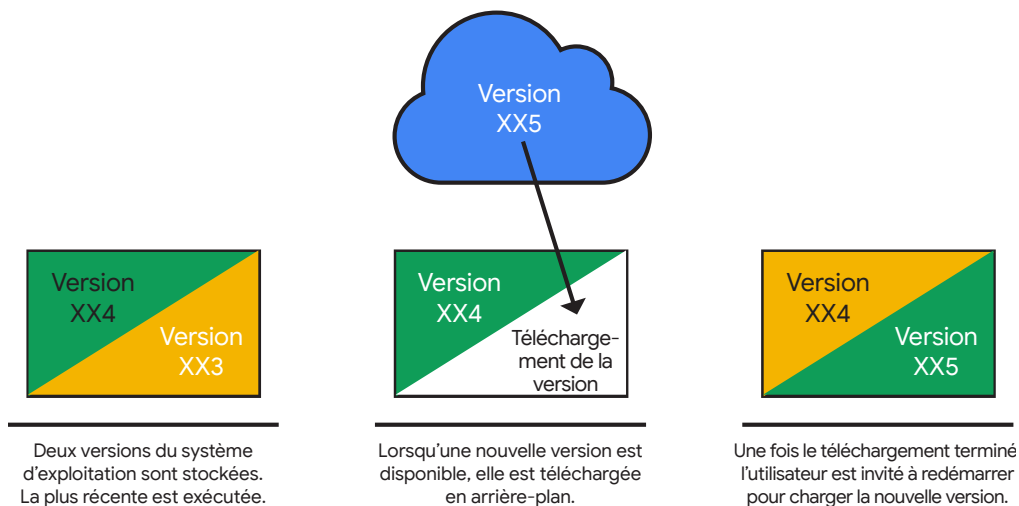 Version
XX5
Version
XX4
Version
XX3
Version
XX4
Télécharge-
ment de la
version
Version
XX4
Version
XX5
Deux versions du système
d'exploitation sont stockées.
La plus récente est exécutée.
Lorsqu'une nouvelle version est
disponible, elle est téléchargée
en arrière-plan.
Une fois le téléchargement terminé
l'utilisateur est invité à redémarrer
pour charger la nouvelle version.